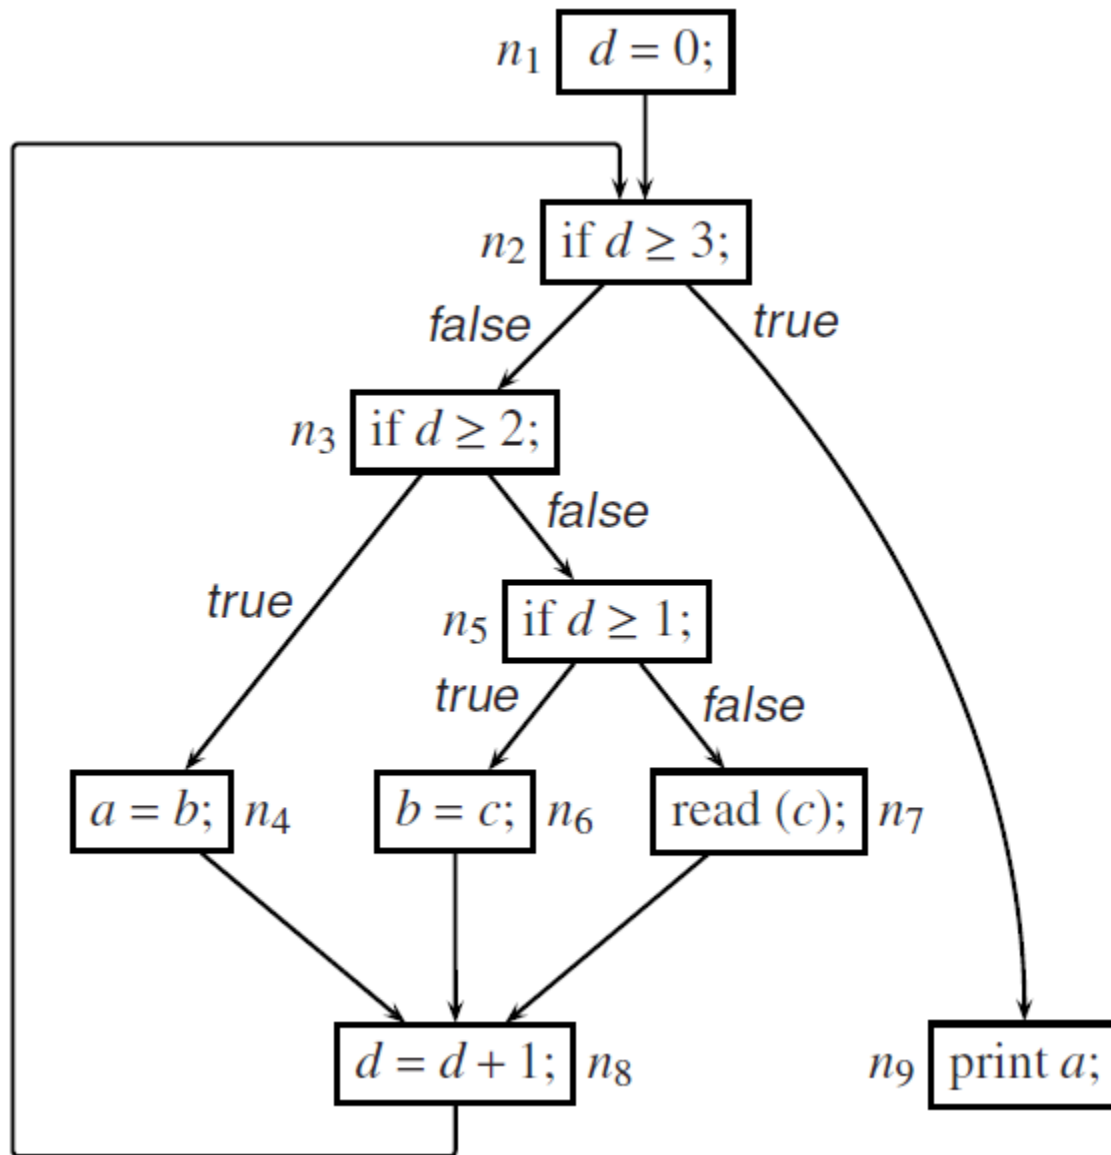 n1 d = 0;
n2 if d ≥ 3;
false true
n3 if d ≥ 2;
false
true
n5 if d ≥ 1;
true false
a = b; n4 b = c; n6 read (c); n7
d = d + 1; n8 n9 print a;